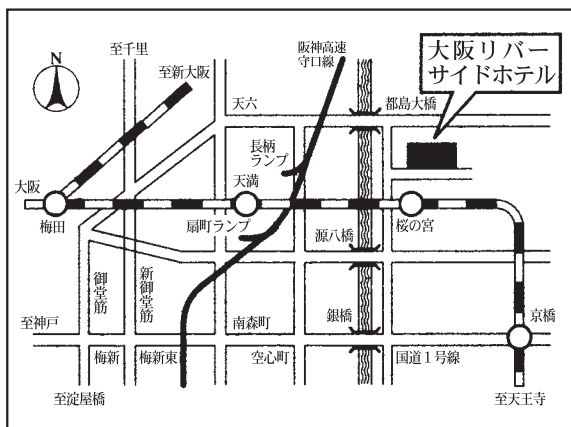 至千里
阪神高速
守口線
大阪リバー
サイドホテル
N
至新大阪
天六
都島大橋
長柄
ランプ
大阪
天満
梅田
扇町ランプ
源八橋
桜の宮
御堂筋
新御堂筋
至神戸
南森町
銀橋
京橋
梅新
梅新東
空心町
国道1号線
至淀屋橋
至天王寺